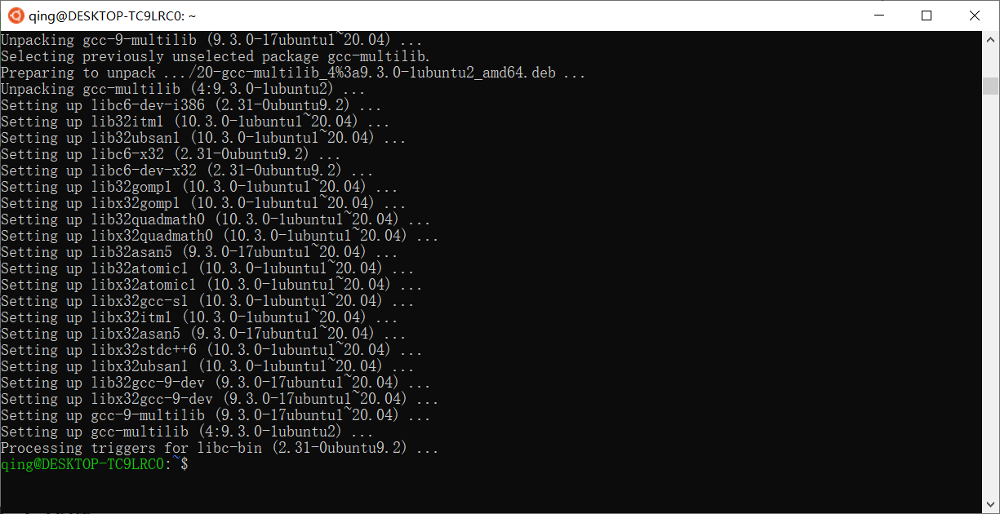 qing@DESKTOP-TC9LRC0: ~
Unpacking gcc-9-multilib (9.3.0-17ubuntu1~20.04) ...
Selecting previously unselected package gcc-multilib.
Preparing to unpack .../20-gcc-multilib_4%3a9.3.0-1ubuntu2_amd64.deb ...
Unpacking gcc-multilib (4:9.3.0-1ubuntu2) ...
Setting up libc6-dev-i386 (2.31-0ubuntu9.2) ...
Setting up lib32itm1 (10.3.0-1ubuntu1~20.04) ...
Setting up lib32ubsan1 (10.3.0-1ubuntu1~20.04) ...
Setting up libc6-x32 (2.31-0ubuntu9.2) ...
Setting up libc6-dev-x32 (2.31-0ubuntu9.2) ...
Setting up lib32gomp1 (10.3.0-1ubuntu1~20.04) ...
Setting up libx32gomp1 (10.3.0-1ubuntu1~20.04) ...
Setting up lib32quadmath0 (10.3.0-1ubuntu1~20.04) ...
Setting up libx32quadmath0 (10.3.0-1ubuntu1~20.04) ...
Setting up lib32asan5 (9.3.0-17ubuntu1~20.04) ...
Setting up lib32atomic1 (10.3.0-1ubuntu1~20.04) ...
Setting up libx32atomic1 (10.3.0-1ubuntu1~20.04) ...
Setting up libx32gcc-s1 (10.3.0-1ubuntu1~20.04) ...
Setting up libx32itm1 (10.3.0-1ubuntu1~20.04) ...
Setting up libx32asan5 (9.3.0-17ubuntu1~20.04) ...
Setting up libx32stdc++6 (10.3.0-1ubuntu1~20.04) ...
Setting up libx32ubsan1 (10.3.0-1ubuntu1~20.04) ...
Setting up lib32gcc-9-dev (9.3.0-17ubuntu1~20.04) ...
Setting up libx32gcc-9-dev (9.3.0-17ubuntu1~20.04) ...
Setting up gcc-9-multilib (9.3.0-17ubuntu1~20.04) ...
Setting up gcc-multilib (4:9.3.0-1ubuntu2) ...
Processing triggers for libc-bin (2.31-0ubuntu9.2) ...
qing@DESKTOP-TC9LRC0:~$